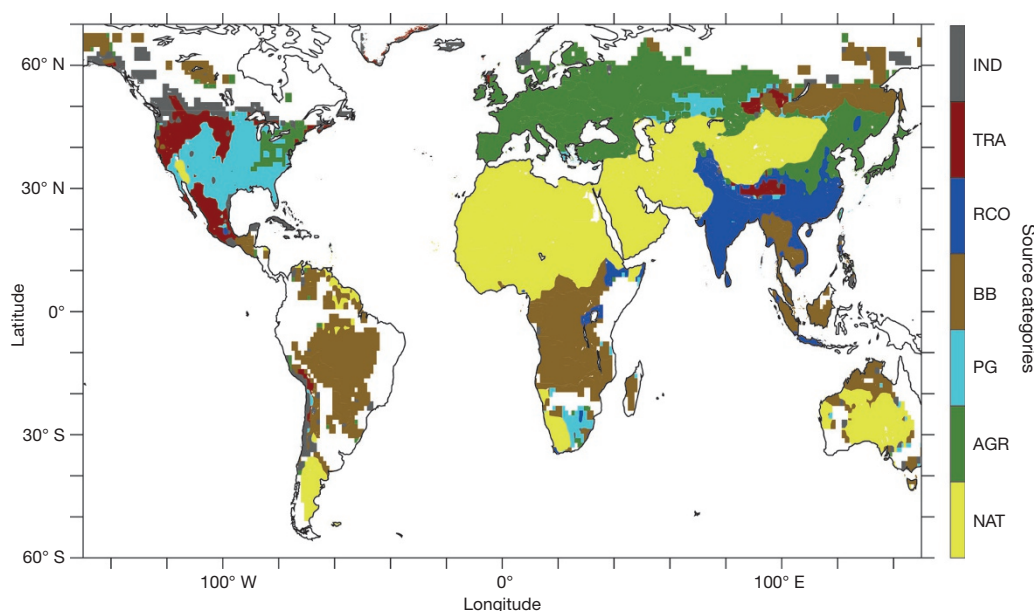 60° N
30° N
0°
30° S
60° S
Latitude
100° W
0°
100° E
Longitude
IND
TRA
RCO
BB
PG
AGR
NAT
Source categories